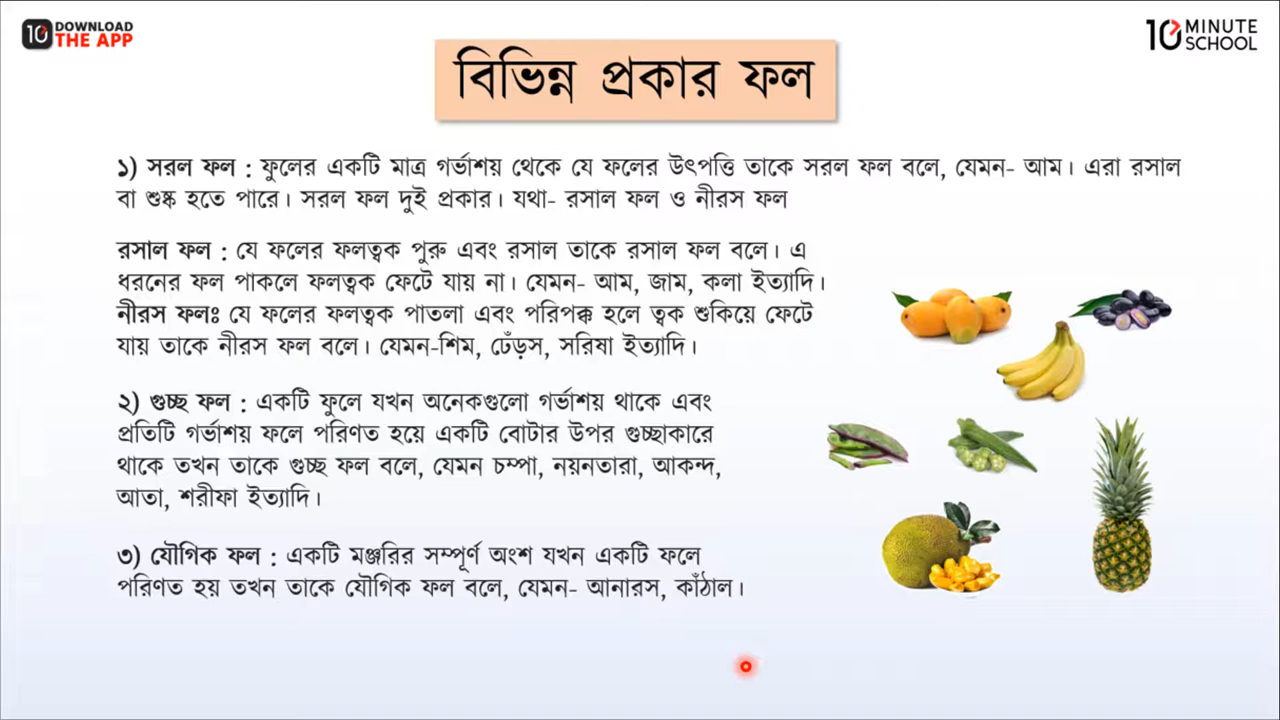 10 DOWNLOAD
THE APP
10 MINUTE
SCHOOL
বিভিন্ন প্রকার ফল
১) সরল ফল : ফুলের একটি মাত্র গর্ভাশয় থেকে যে ফলের উৎপত্তি তাকে সরল ফল বলে, যেমন- আম। এরা রসাল
বা শুষ্ক হতে পারে। সরল ফল দুই প্রকার। যথা- রসাল ফল ও নীরস ফল
রসাল ফল : যে ফলের ফলত্বক পুরু এবং রসাল তাকে রসাল ফল বলে। এ
ধরনের ফল পাকলে ফলত্বক ফেটে যায় না। যেমন- আম, জাম, কলা ইত্যাদি।
নীরস ফলঃ যে ফলের ফলত্বক পাতলা এবং পরিপক্ক হলে ত্বক শুকিয়ে ফেটে
যায় তাকে নীরস ফল বলে। যেমন-শিম, ঢেঁড়স, সরিষা ইত্যাদি।
২) গুচ্ছ ফল : একটি ফুলে যখন অনেকগুলো গর্ভাশয় থাকে এবং
প্রতিটি গর্ভাশয় ফলে পরিণত হয়ে একটি বোটার উপর গুচ্ছাকারে
থাকে তখন তাকে গুচ্ছ ফল বলে, যেমন চম্পা, নয়নতারা, আকন্দ,
আতা, শরীফা ইত্যাদি।
৩) যৌগিক ফল : একটি মঞ্জরির সম্পূর্ণ অংশ যখন একটি ফলে
পরিণত হয় তখন তাকে যৌগিক ফল বলে, যেমন- আনারস, কাঁঠাল।